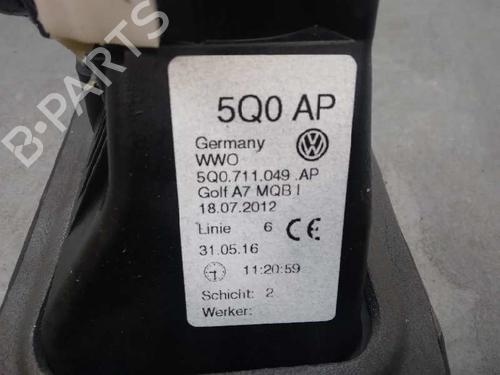 5Q0 AP
Germany
WWO
5Q0.711.049 .AP
Golf A7 MQB I
18.07.2012
Linie 6 CE
31.05.16
11:20:59
Schicht: 2
Werker:
B-PARTS